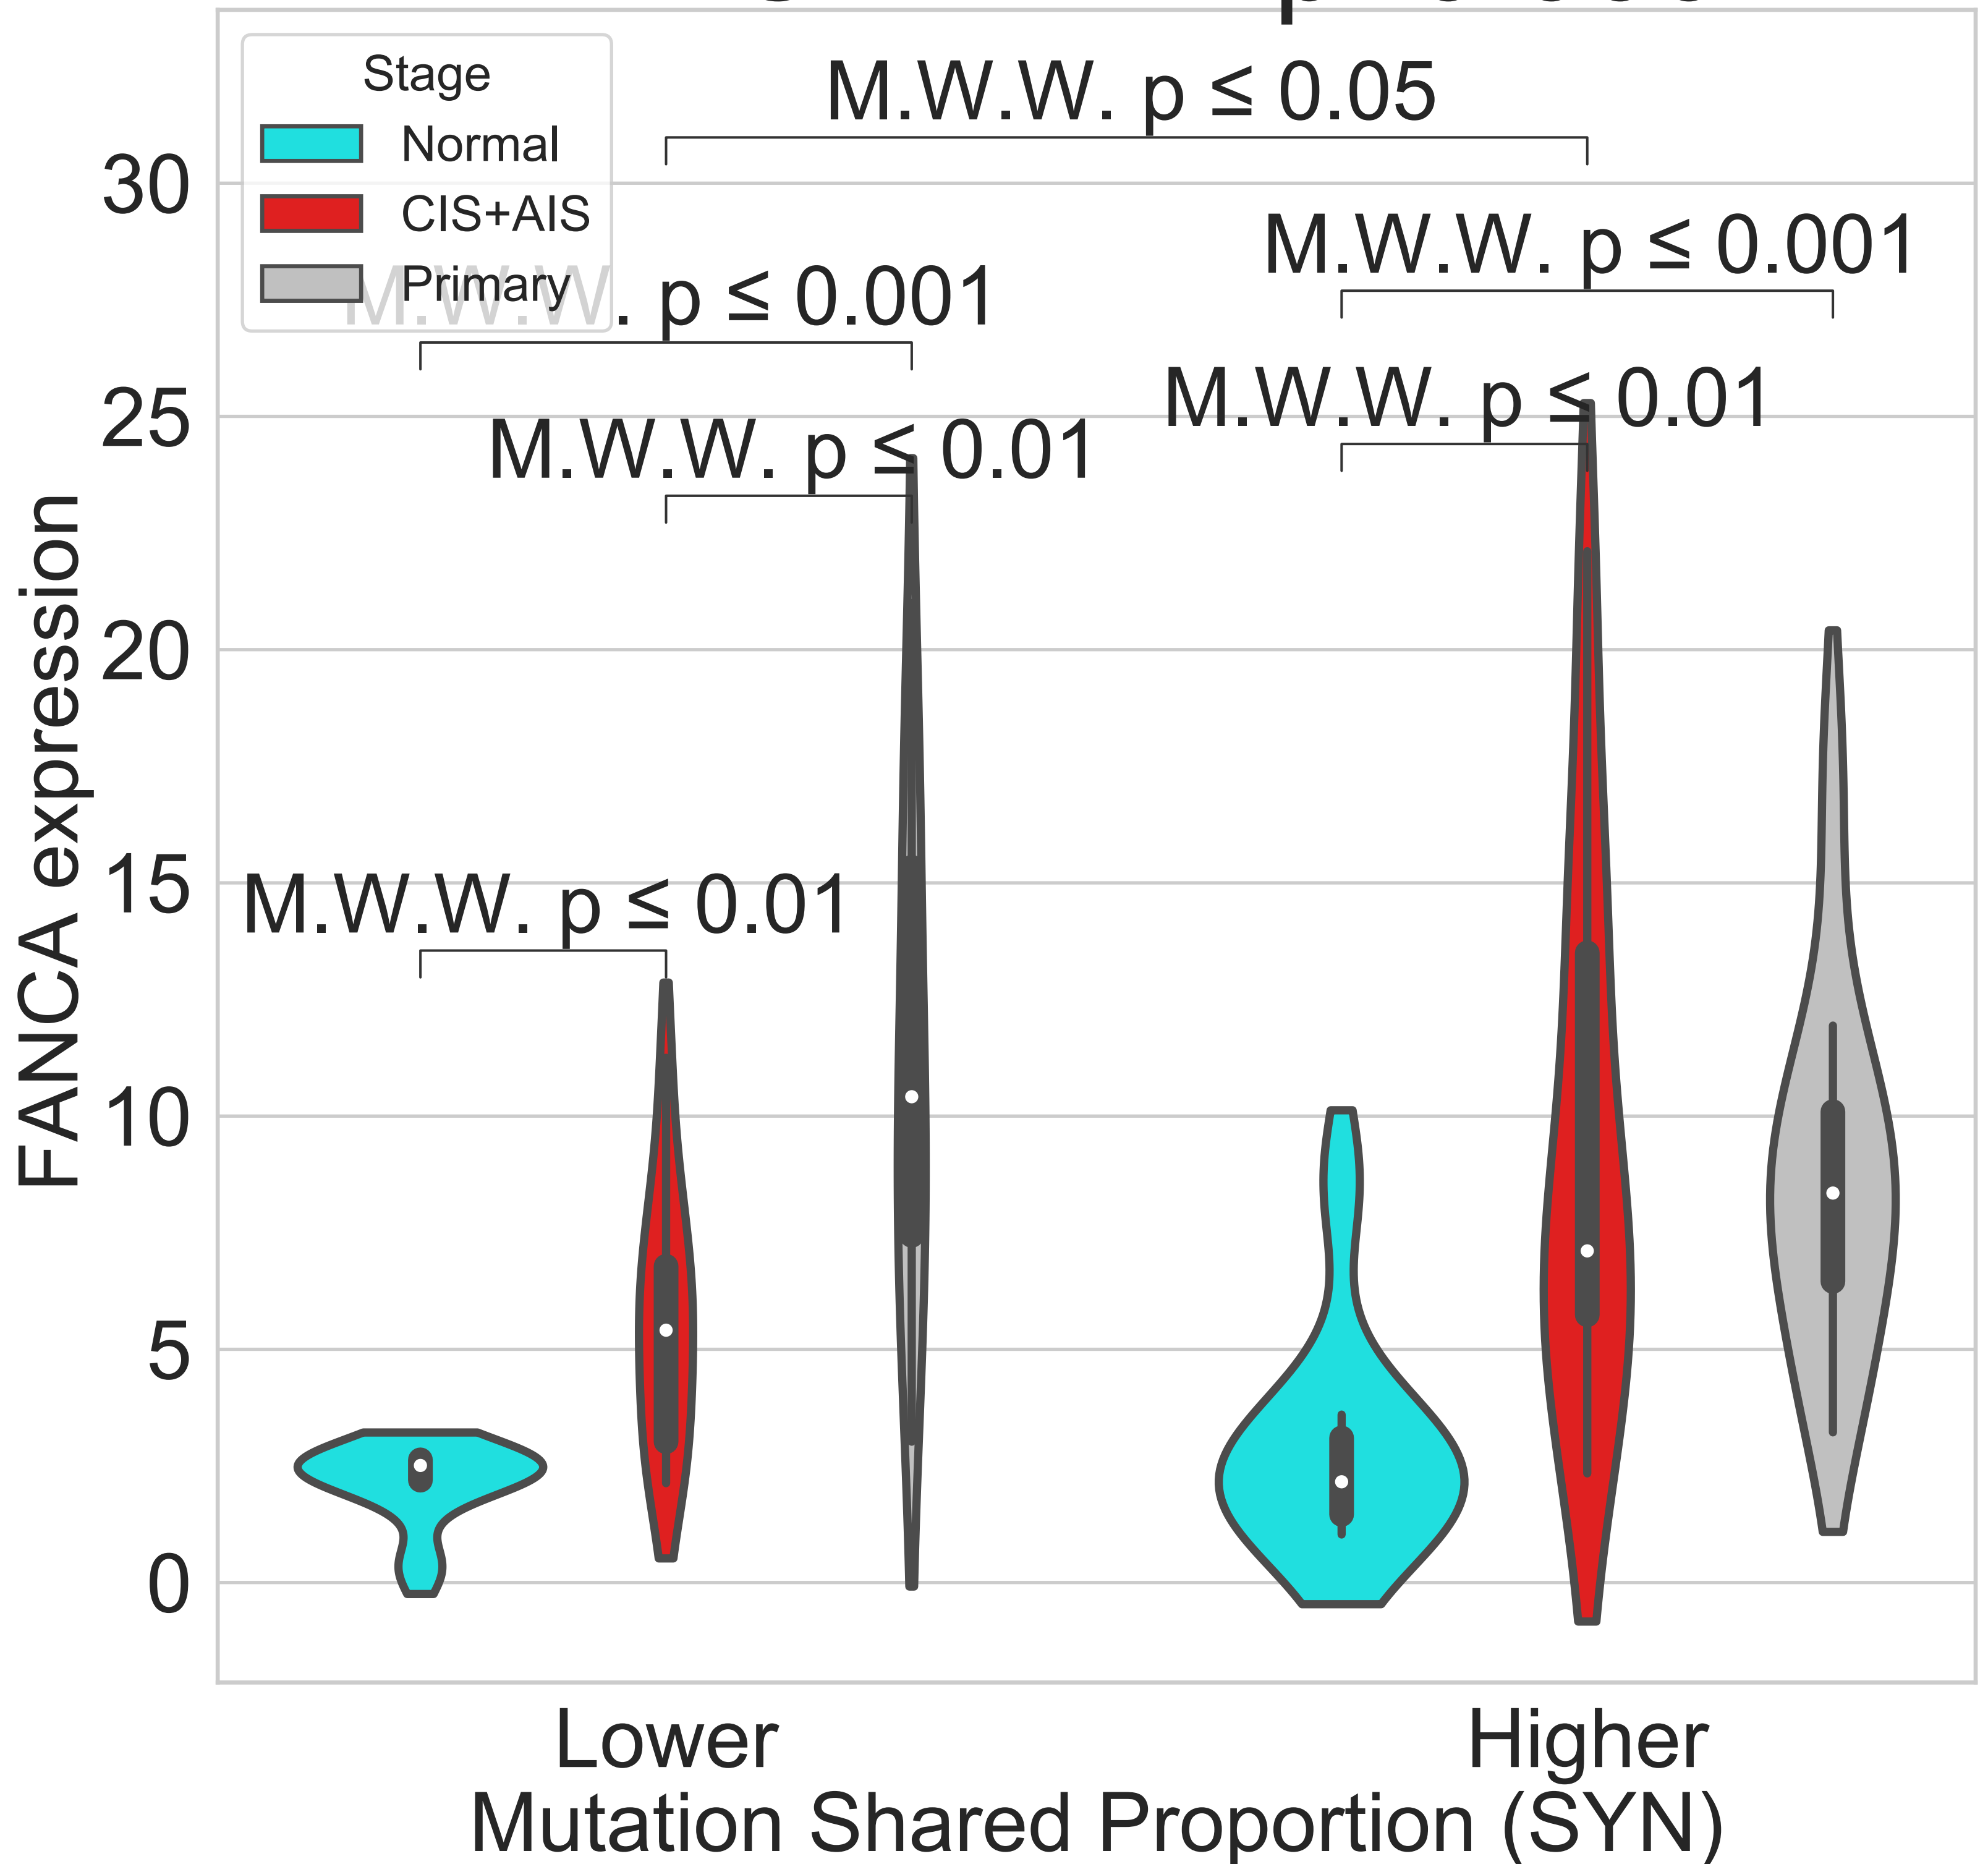 Stage
Normal
CIS+AIS
Primary
M.W.W. p ≤ 0.05
M.W.W. p ≤ 0.001
M.W.W. p ≤ 0.001
M.W.W. p ≤ 0.01
M.W.W. p ≤ 0.01
M.W.W. p ≤ 0.01
30
25
20
15
10
5
0
FANCA expression
Lower
Higher
Mutation Shared Proportion (SYN)